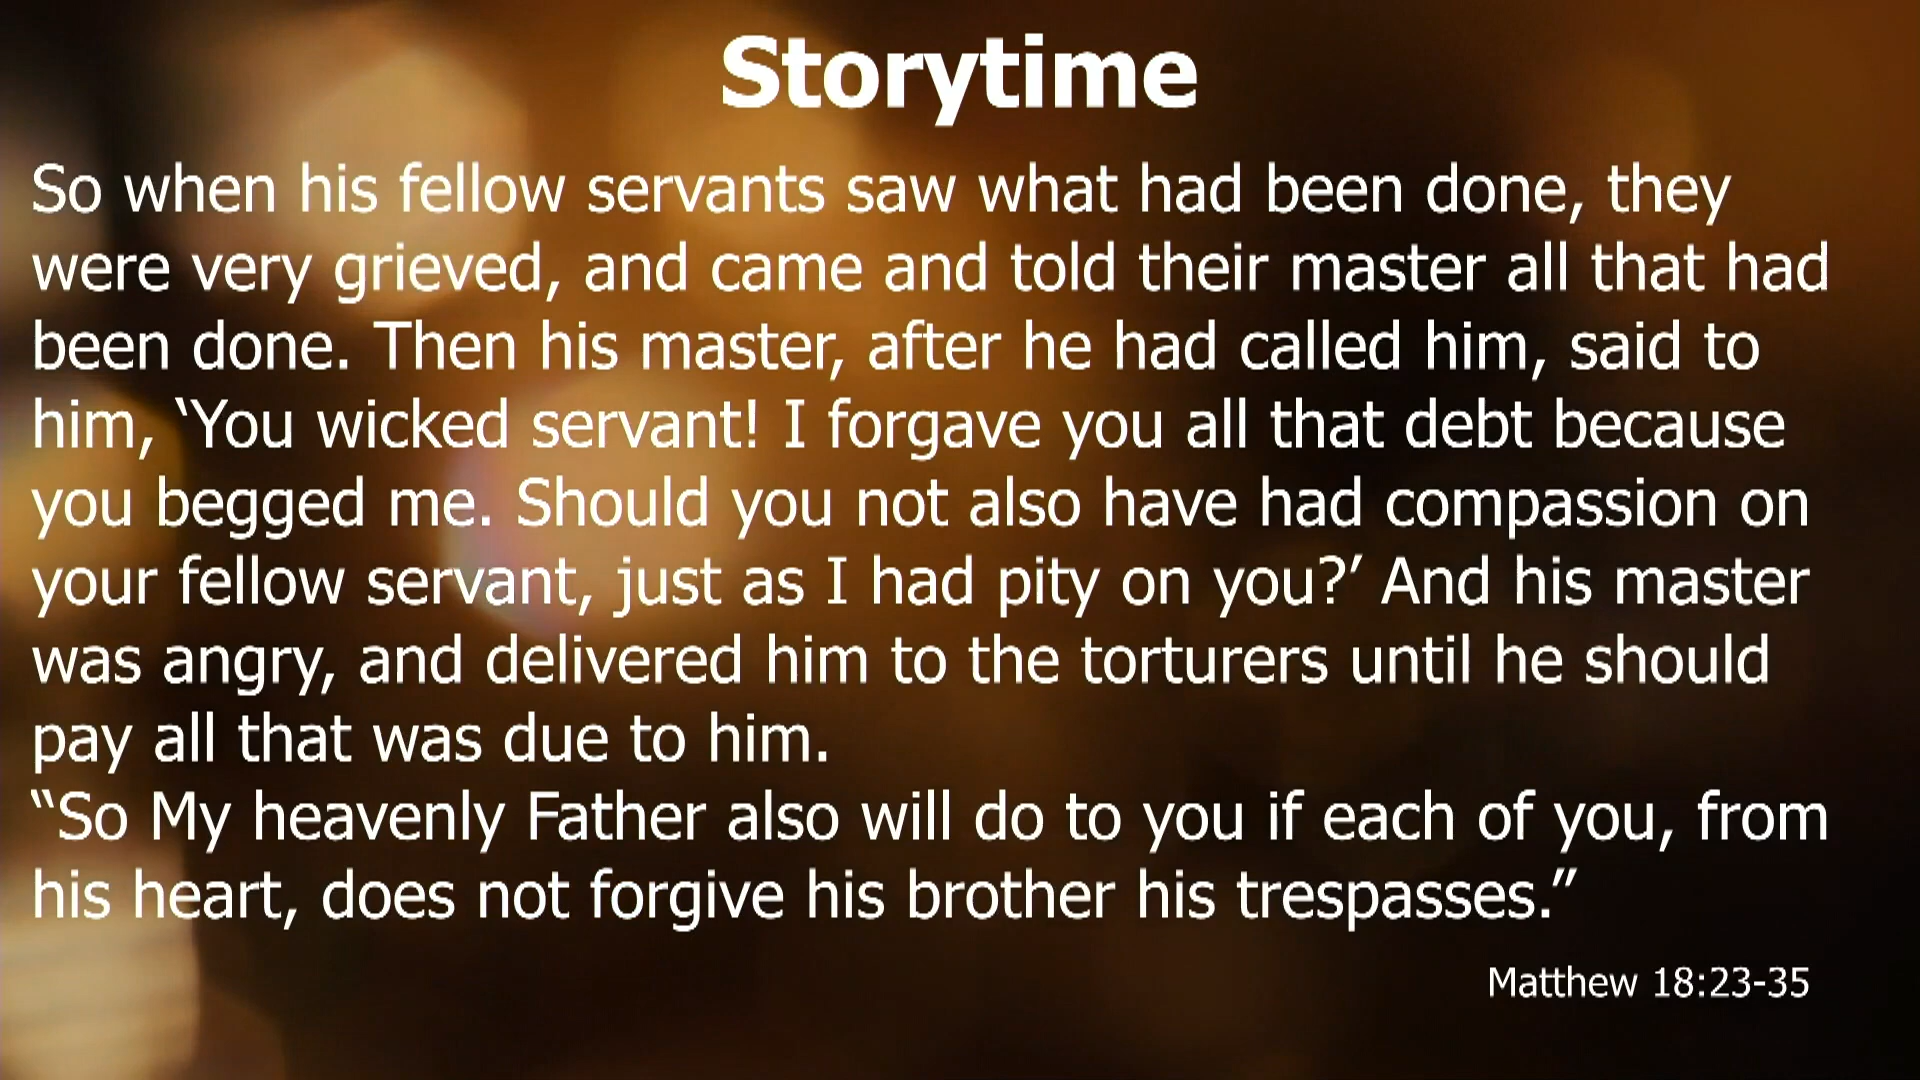 Storytime
So when his fellow servants saw what had been done, they
were very grieved, and came and told their master all that had
been done. Then his master, after he had called him, said to
him, ‘You wicked servant! I forgave you all that debt because
you begged me. Should you not also have had compassion on
your fellow servant, just as I had pity on you?’ And his master
was angry, and delivered him to the torturers until he should
pay all that was due to him.
“So My heavenly Father also will do to you if each of you, from
his heart, does not forgive his brother his trespasses.”
Matthew 18:23-35